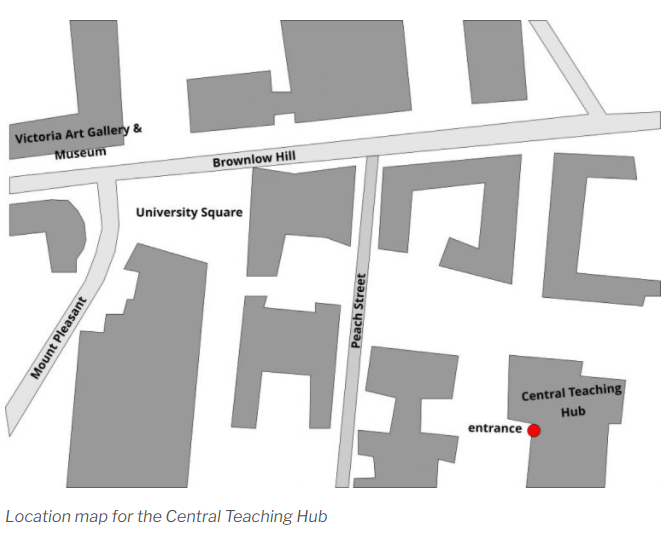 Victoria Art Gallery &
Museum
Brownlow Hill
University Square
Mount Pleasant
Peach Street
Central Teaching
Hub
entrance
Location map for the Central Teaching Hub